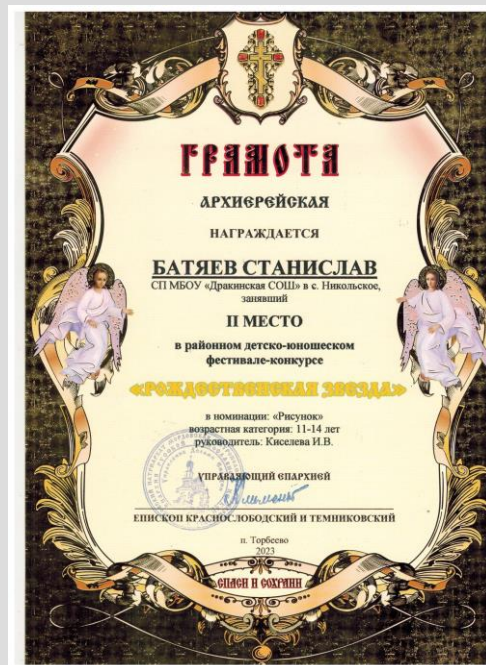 ГРАМОТА
АРХИЕРЕЙСКАЯ
НАГРАЖДАЕТСЯ
БАТЯЕВ СТАНИСЛАВ
СП МБОУ «Дракинская СОШ» в с. Никольское,
занявший
II МЕСТО
в районном детско-юношеском
фестивале-конкурсе
«РОЖДЕСТВЕНСКАЯ ЗВЕЗДА»
в номинации: «Рисунок»
возрастная категория: 11-14 лет
руководитель: Киселева И.В.
УПРАВЛЯЮЩИЙ ЕПАРХИЕЙ
ЕПИСКОП КРАСНОСЛОБОДСКИЙ И ТЕМНИКОВСКИЙ
п. Торбеево
2023
СПАСИ И СОХРАНИ